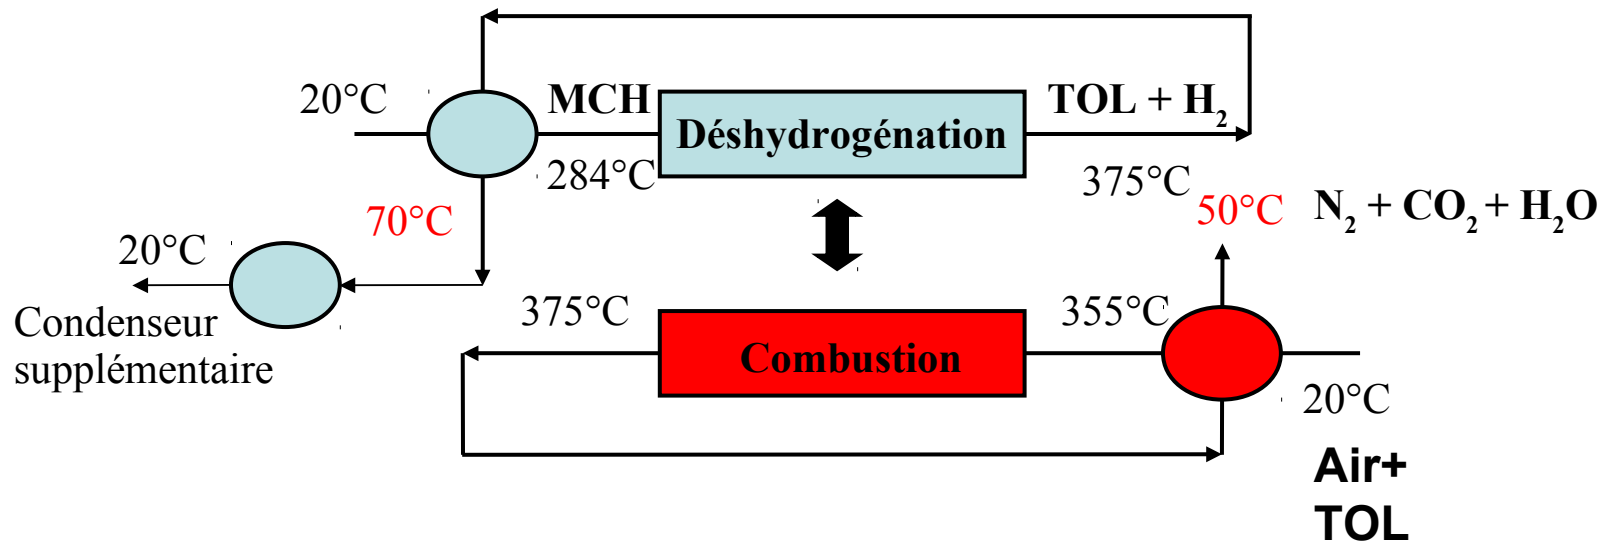 20°C
MCH
Déshydrogénation
TOL + H₂
284°C
375°C
70°C
50°C
N₂ + CO₂ + H₂O
20°C
Condenseur
supplémentaire
375°C
Combustion
355°C
20°C
Air+
TOL